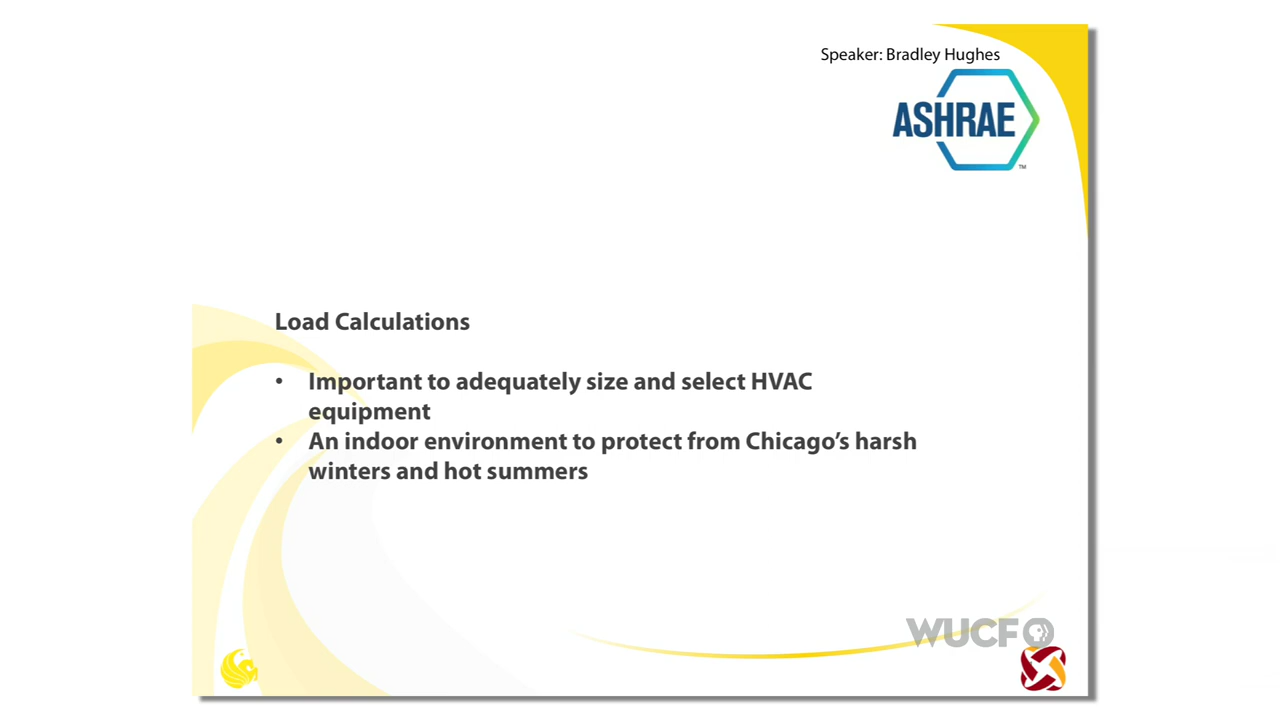 Speaker: Bradley Hughes
ASHRAE
TM
Load Calculations
• Important to adequately size and select HVAC
equipment
• An indoor environment to protect from Chicago’s harsh
winters and hot summers
WUCF